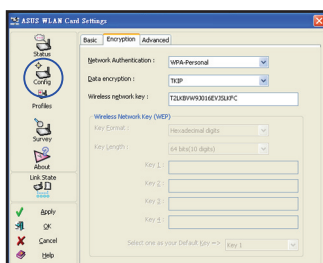 ASUS WLAN Card Settings
Status
Config
Profiles
Survey
About
Link State
Apply
OK
Cancel
Help
Basic Encryption Advanced
Network Authentication: WPA-Personal
Data encryption: TKIP
Wireless network key: T2LKBVW93016EVJSLKFC
Wireless Network Key (WEP)
Key Format: Hexadecimal digits
Key Length: 64 bits(10 digits)
Key 1:
Key 2:
Key 3:
Key 4:
Select one as your Default Key => Key 1